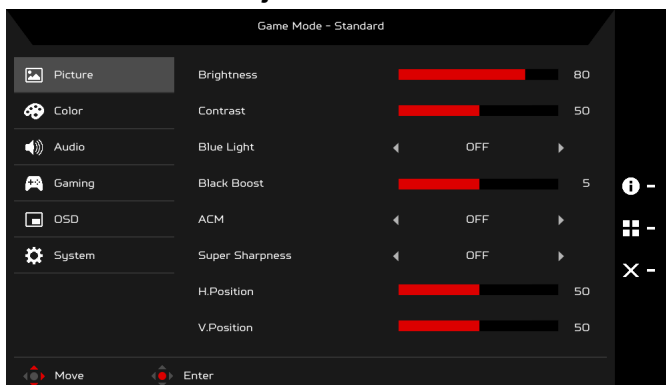 Game Mode - Standard
Picture
Brightness 80
Color
Contrast 50
Audio
Blue Light OFF
Gaming
Black Boost 5
OSD
ACM OFF
System
Super Sharpness OFF
H.Position 50
V.Position 50
Move Enter